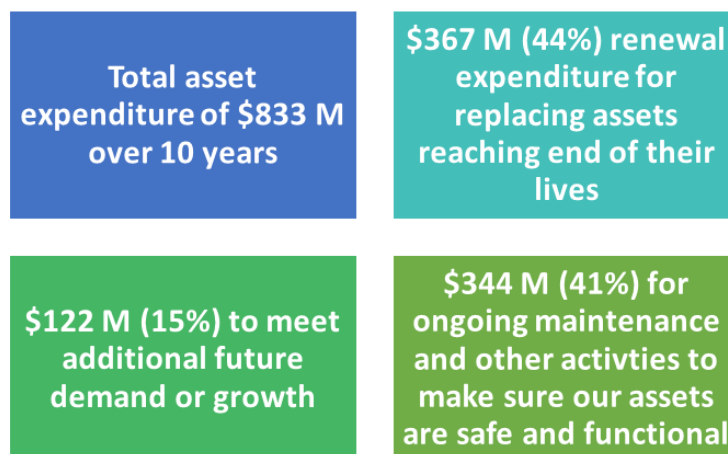 Total asset
expenditure of $833 M
over 10 years
$367 M (44%) renewal
expenditure for
replacing assets
reaching end of their
lives
$122 M (15%) to meet
additional future
demand or growth
$344 M (41%) for
ongoing maintenance
and other activties to
make sure our assets
are safe and functional